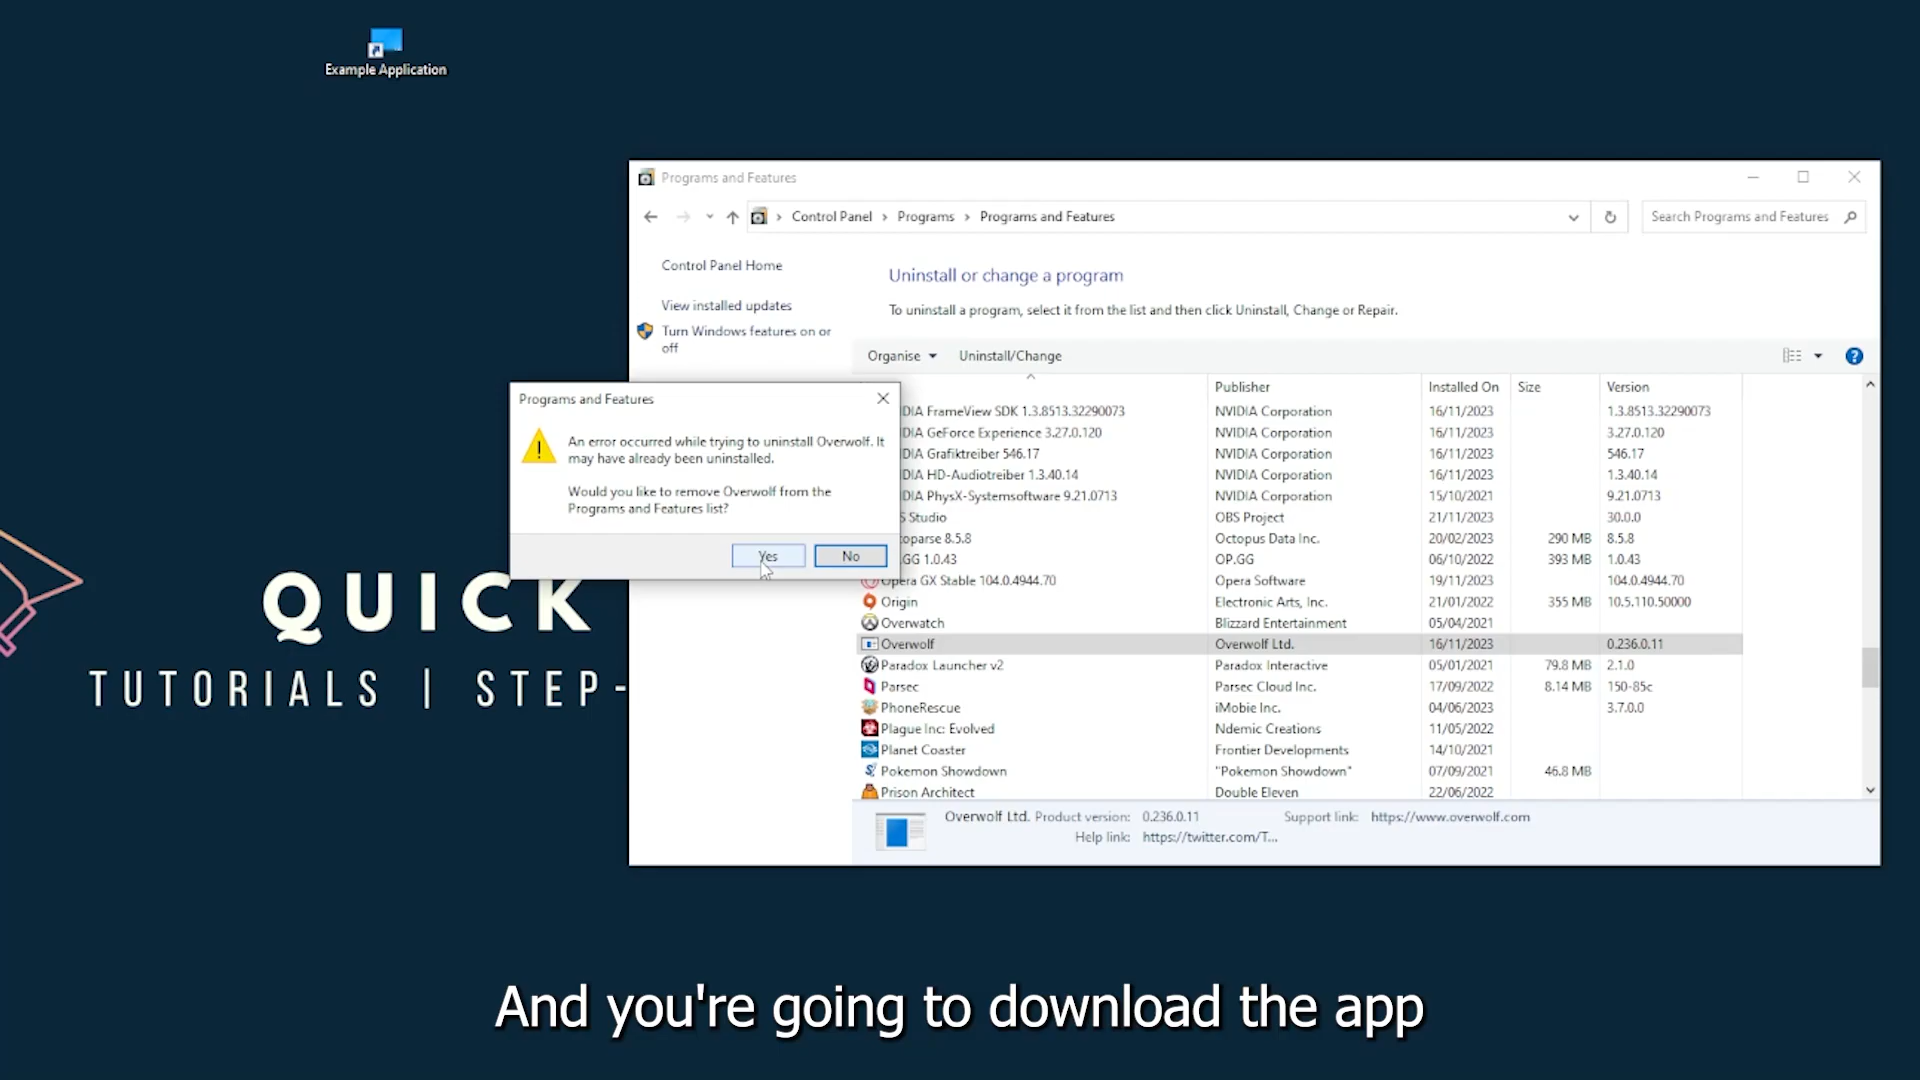 Example Application
Programs and Features
Control Panel > Programs > Programs and Features
Search Programs and Features
Control Panel Home
View installed updates
Turn Windows features on or
off
Uninstall or change a program
To uninstall a program, select it from the list and then click Uninstall, Change or Repair.
Organise Uninstall/Change
Publisher Installed On Size Version
DIA FrameView SDK 1.3.8513.32290073 NVIDIA Corporation 16/11/2023 1.3.8513.32290073
DIA GeForce Experience 3.27.0.120 NVIDIA Corporation 16/11/2023 3.27.0.120
DIA Grafiktreiber 546.17 NVIDIA Corporation 16/11/2023 546.17
DIA HD-Audiotreiber 1.3.40.14 NVIDIA Corporation 16/11/2023 1.3.40.14
DIA PhysX-Systemsoftware 9.21.0713 NVIDIA Corporation 15/10/2021 9.21.0713
S Studio OBS Project 21/11/2023 30.0.0
oparse 8.5.8 Octopus Data Inc. 20/02/2023 290 MB 8.5.8
.GG 1.0.43 OP.GG 06/10/2022 393 MB 1.0.43
Opera GX Stable 104.0.4944.70 Opera Software 19/11/2023 104.0.4944.70
Origin Electronic Arts, Inc. 21/01/2022 355 MB 10.5.110.50000
Overwatch Blizzard Entertainment 05/04/2021
Overwolf Overwolf Ltd. 16/11/2023 0.236.0.11
Paradox Launcher v2 Paradox Interactive 05/01/2021 79.8 MB 2.1.0
Parsec Parsec Cloud Inc. 17/09/2022 8.14 MB 150-85c
PhoneRescue iMobie Inc. 04/06/2023 3.7.0.0
Plague Inc: Evolved Ndemic Creations 11/05/2022
Planet Coaster Frontier Developments 14/10/2021
Pokemon Showdown "Pokemon Showdown" 07/09/2021 46.8 MB
Prison Architect Double Eleven 22/06/2022
Overwolf Ltd. Product version: 0.236.0.11 Support link: https://www.overwolf.com
Help link: https://twitter.com/T...
Programs and Features
An error occurred while trying to uninstall Overwolf. It
may have already been uninstalled.
Would you like to remove Overwolf from the
Programs and Features list?
Yes No
QUICK
TUTORIALS | STEP-
And you're going to download the app